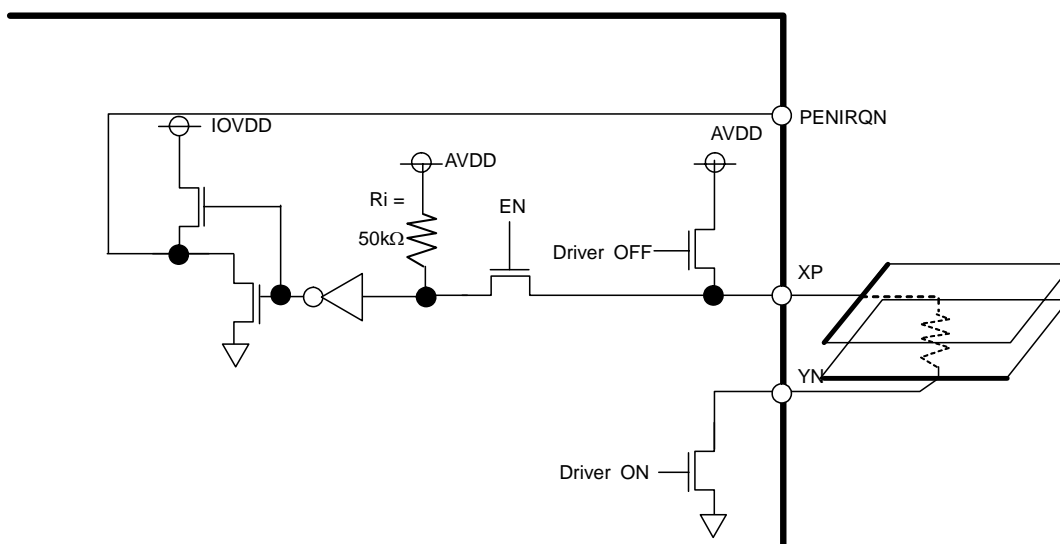 PENIRQN
IOVDD
AVDD
AVDD
Ri =
50kΩ
EN
Driver OFF
XP
YN
Driver ON